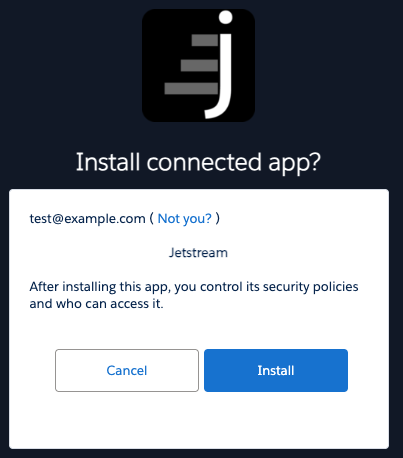 j
Install connected app?
test@example.com ( Not you? )
Jetstream
After installing this app, you control its security policies
and who can access it.
Cancel
Install